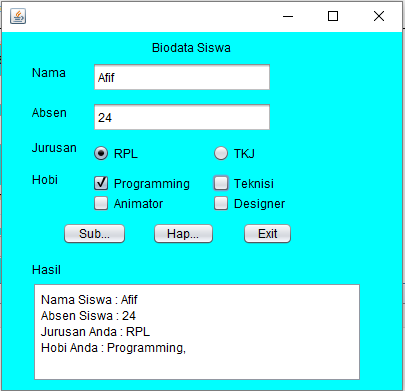 Biodata Siswa
Nama Afif
Absen 24
Jurusan RPL TKJ
Hobi Programming Teknisi
Animator Designer
Sub... Hap... Exit
Hasil
Nama Siswa : Afif
Absen Siswa : 24
Jurusan Anda : RPL
Hobi Anda : Programming,